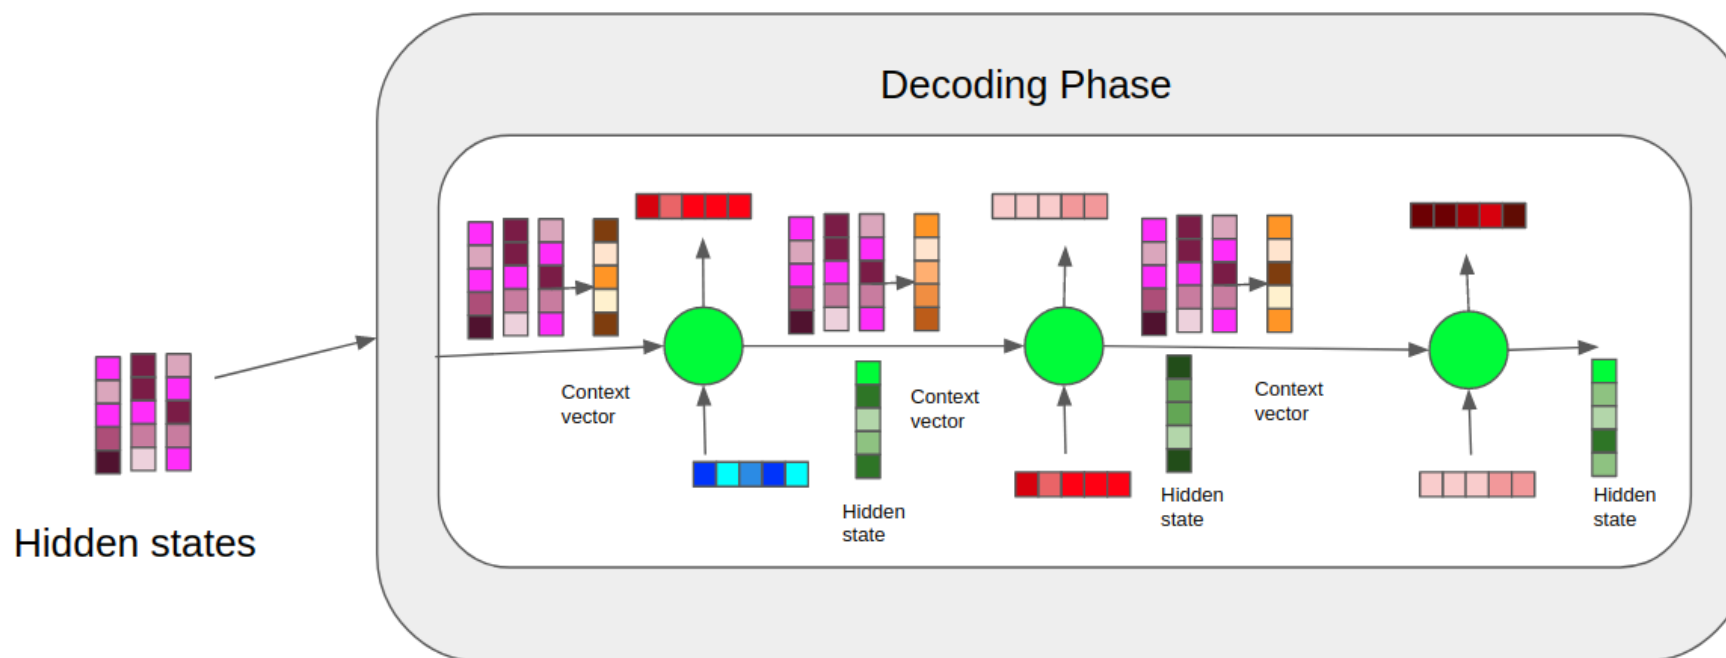 Decoding Phase
Context
vector
Context
vector
Context
vector
Hidden
state
Hidden
state
Hidden
state
Hidden states